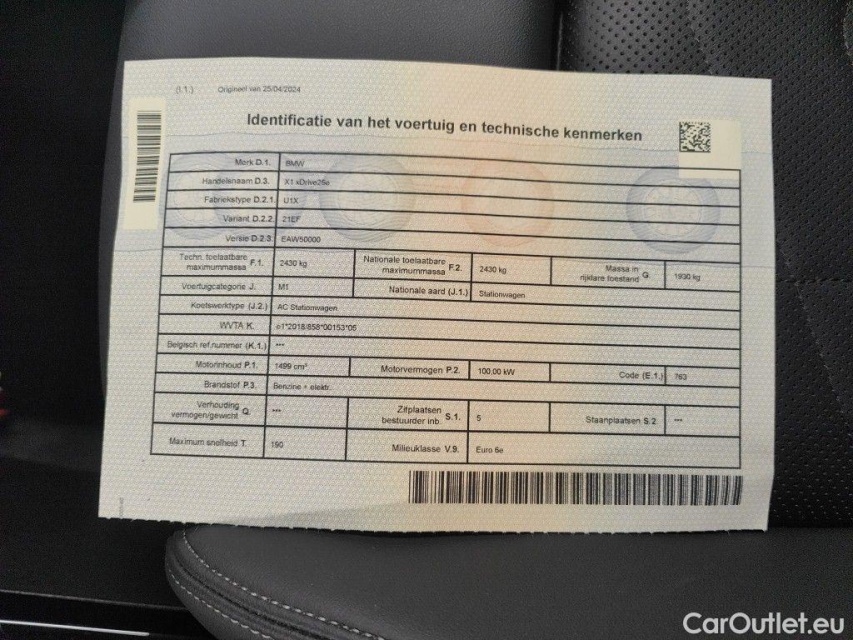 (I.1.) Origineel van 25/04/2024
Identificatie van het voertuig en technische kenmerken
Merk D.1. BMW
Handelsnaam D.3. X1 xDrive25e
Fabriekstype D.2.1. U1X
Variant D.2.2. 21EF
Versie D.2.3. EAW50000
Techn. toelaatbare maximummassa F.1. 2430 kg Nationale toelaatbare maximummassa F.2. 2430 kg Massa in rijklare toestand G. 1930 kg
Voertuigcategorie J. M1 Nationale aard (J.1.) Stationwagen
Koetswerktype (J.2.) AC Stationwagen
WVTA K. e1*2018/858*00153*05
Belgisch ref.nummer (K.1.) ---
Motorinhoud P.1. 1499 cm³ Motorvermogen P.2. 100,00 kW Code (E.1.) 763
Brandstof P.3. Benzine + elektr.
Verhouding vermogen/gewicht Q. --- Zitplaatsen bestuurder inb. S.1. 5 Staanplaatsen S.2. ---
Maximum snelheid T. 190 Milieuklasse V.9. Euro 6e
CarOutlet.eu